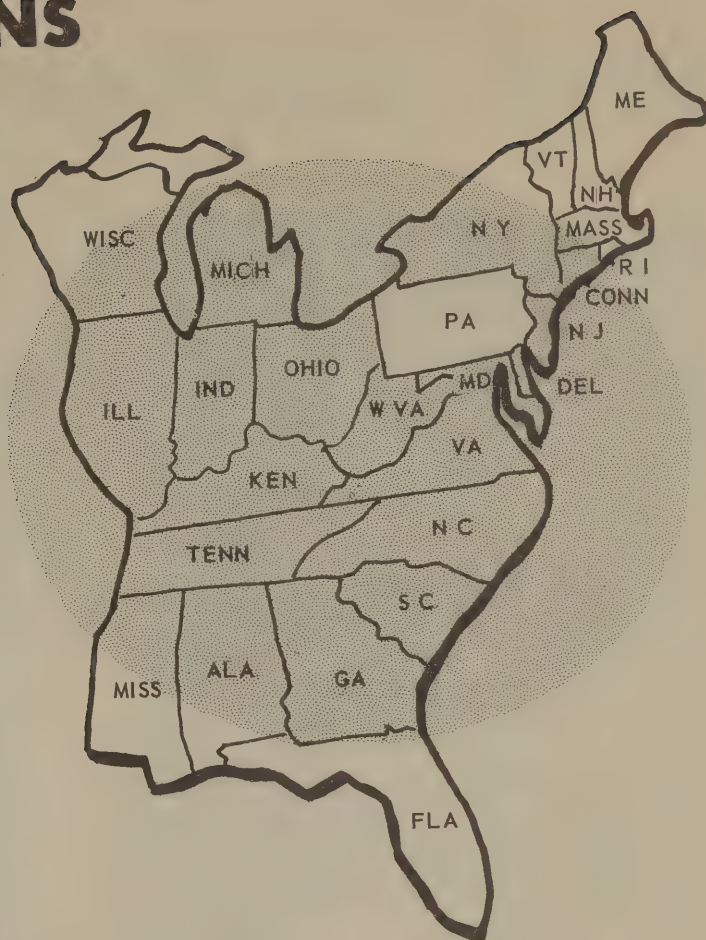 NS
ME
VT
NH
WISC
N Y
MASS
MICH
R I
CONN
PA
N J
OHIO
IND
MD
DEL
ILL
W VA
VA
KEN
N C
TENN
S C
ALA
GA
MISS
FLA